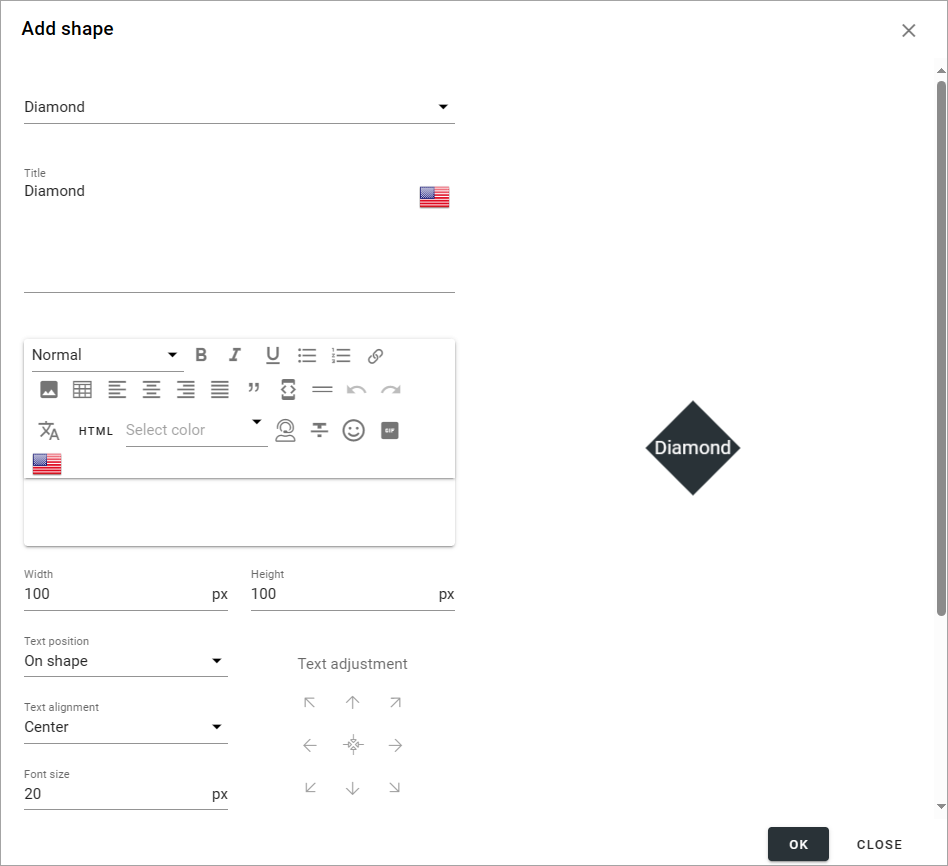 Add shape
Diamond
Title
Diamond
Normal
HTML Select color
GIF
Width
100 px
Height
100 px
Text position
On shape
Text adjustment
Text alignment
Center
Font size
20 px
Diamond
OK CLOSE